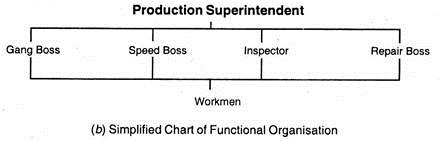 Production Superintendent
Gang Boss Speed Boss Inspector Repair Boss
Workmen
(b) Simplified Chart of Functional Organisation